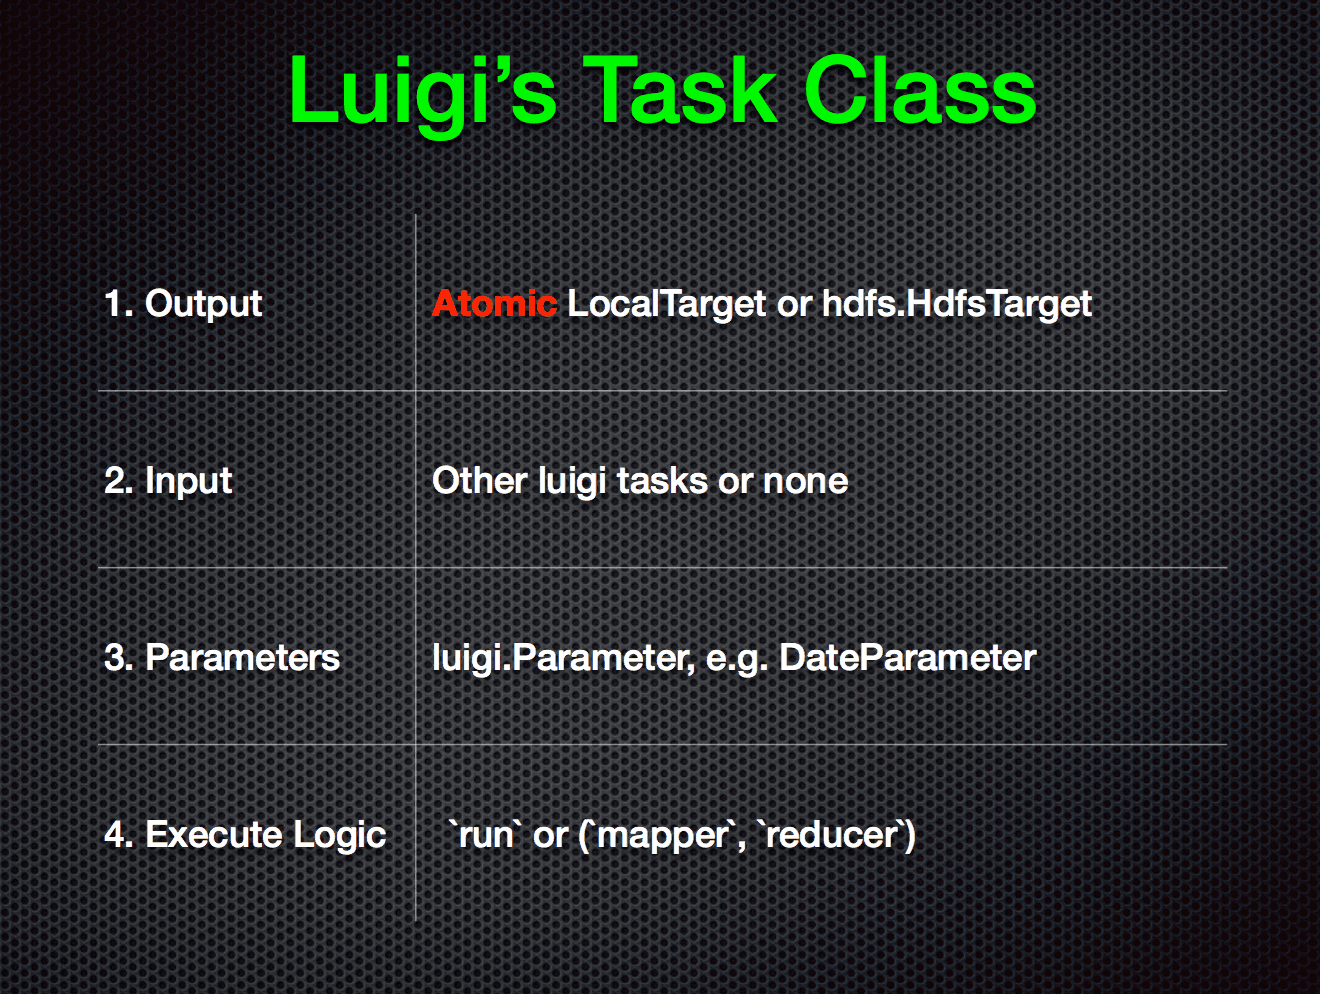 Luigi’s Task Class
1. Output
Atomic LocalTarget or hdfs.HdfsTarget
2. Input
Other luigi tasks or none
3. Parameters
luigi.Parameter, e.g. DateParameter
4. Execute Logic
`run` or (`mapper`, `reducer`)